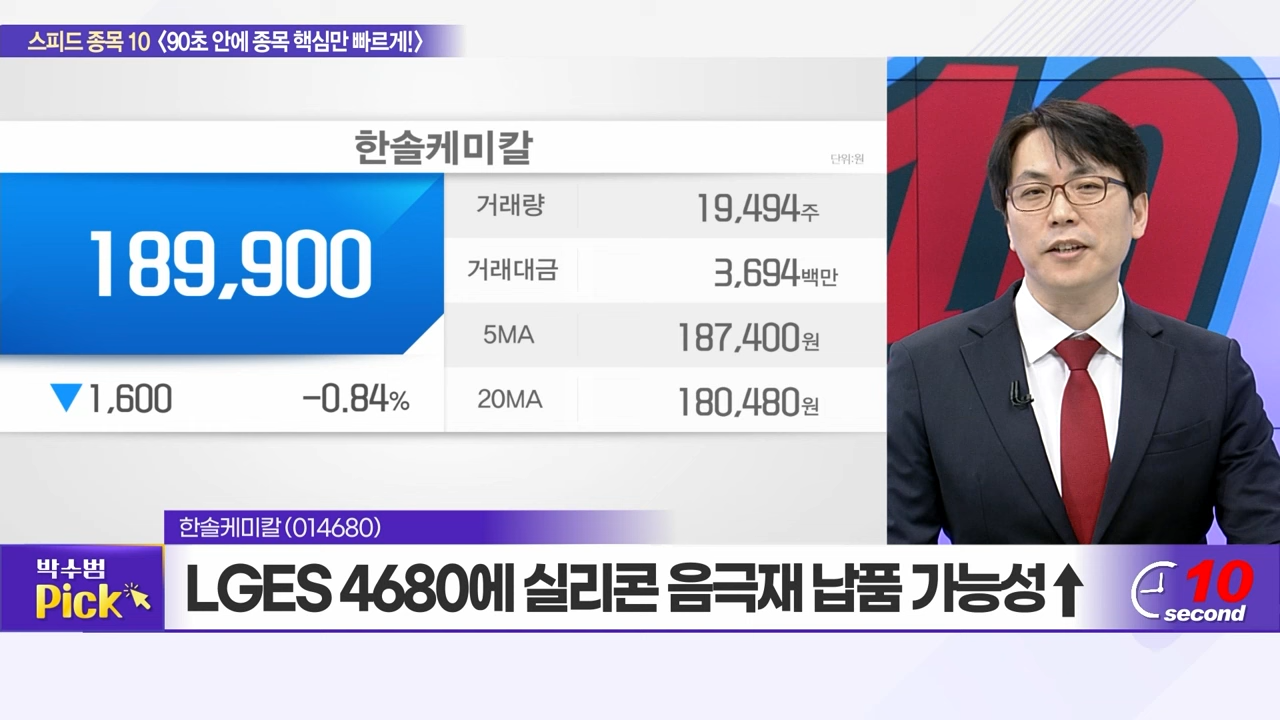 스피드 종목 10 〈90초 안에 종목 핵심만 빠르게!〉
한솔케미칼
단위:원
189,900
▼1,600 -0.84%
거래량 19,494주
거래대금 3,694백만
5MA 187,400원
20MA 180,480원
10
한솔케미칼(014680)
박수범
Pick
LGES 4680에 실리콘 음극재 납품 가능성↑
10
second